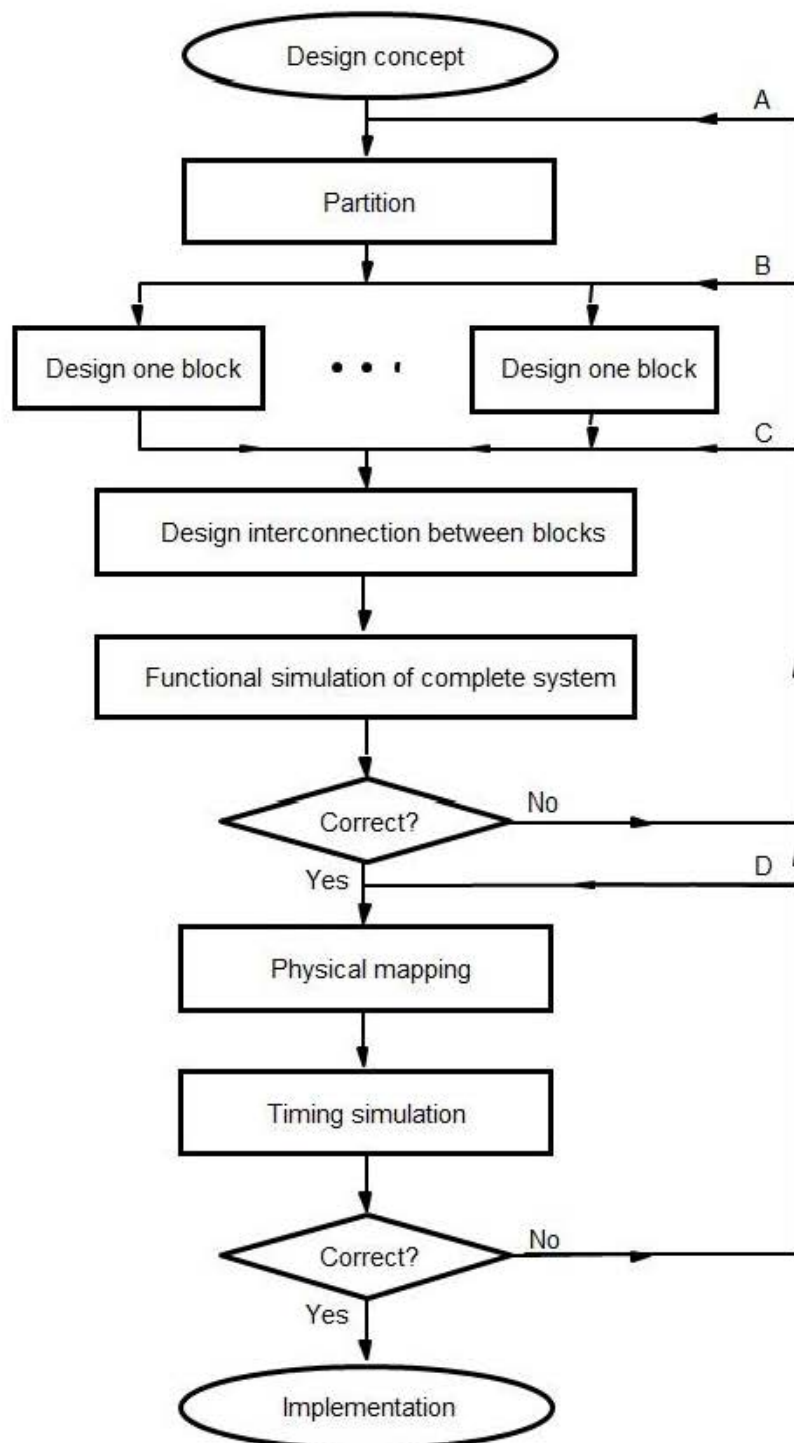 Design concept
A
Partition
B
Design one block
Design one block
C
Design interconnection between blocks
Functional simulation of complete system
Correct?
No
D
Yes
Physical mapping
Timing simulation
Correct?
No
Yes
Implementation